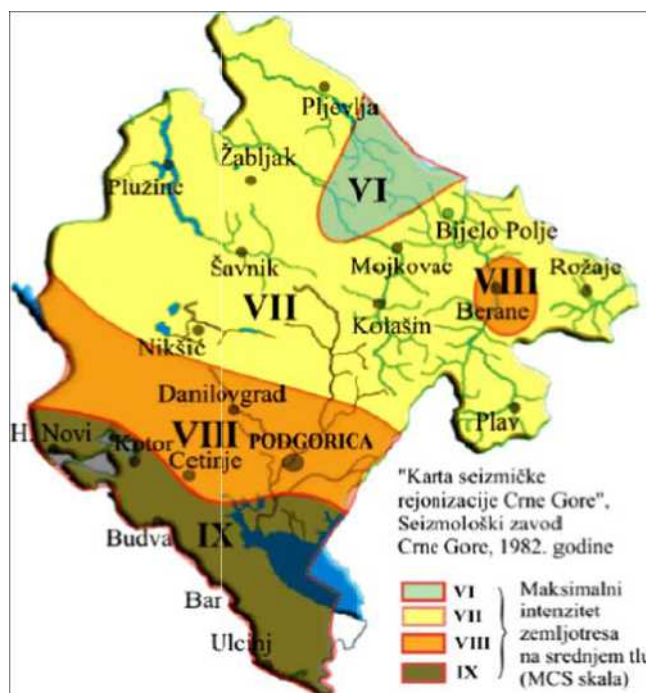 Pljevlja
Žabljak
Plužine
VI
Bijelo Polje
Šavnik
Mojkovac
VIII
Rožaje
VII
Kolašin
Berane
Nikšić
Danilovgrad
Plav
H. Novi
Kotor
VIII
PODGORICA
Cetinje
"Karta seizmičke
rejonizacije Crne Gore",
Seizmološki zavod
Crne Gore, 1982. godine
Budva
IX
Bar
Ulcinj
VI
VII
VIII
IX
Maksimalni
intenzitet
zemljotresa
na srednjem tlu
(MCS skala)